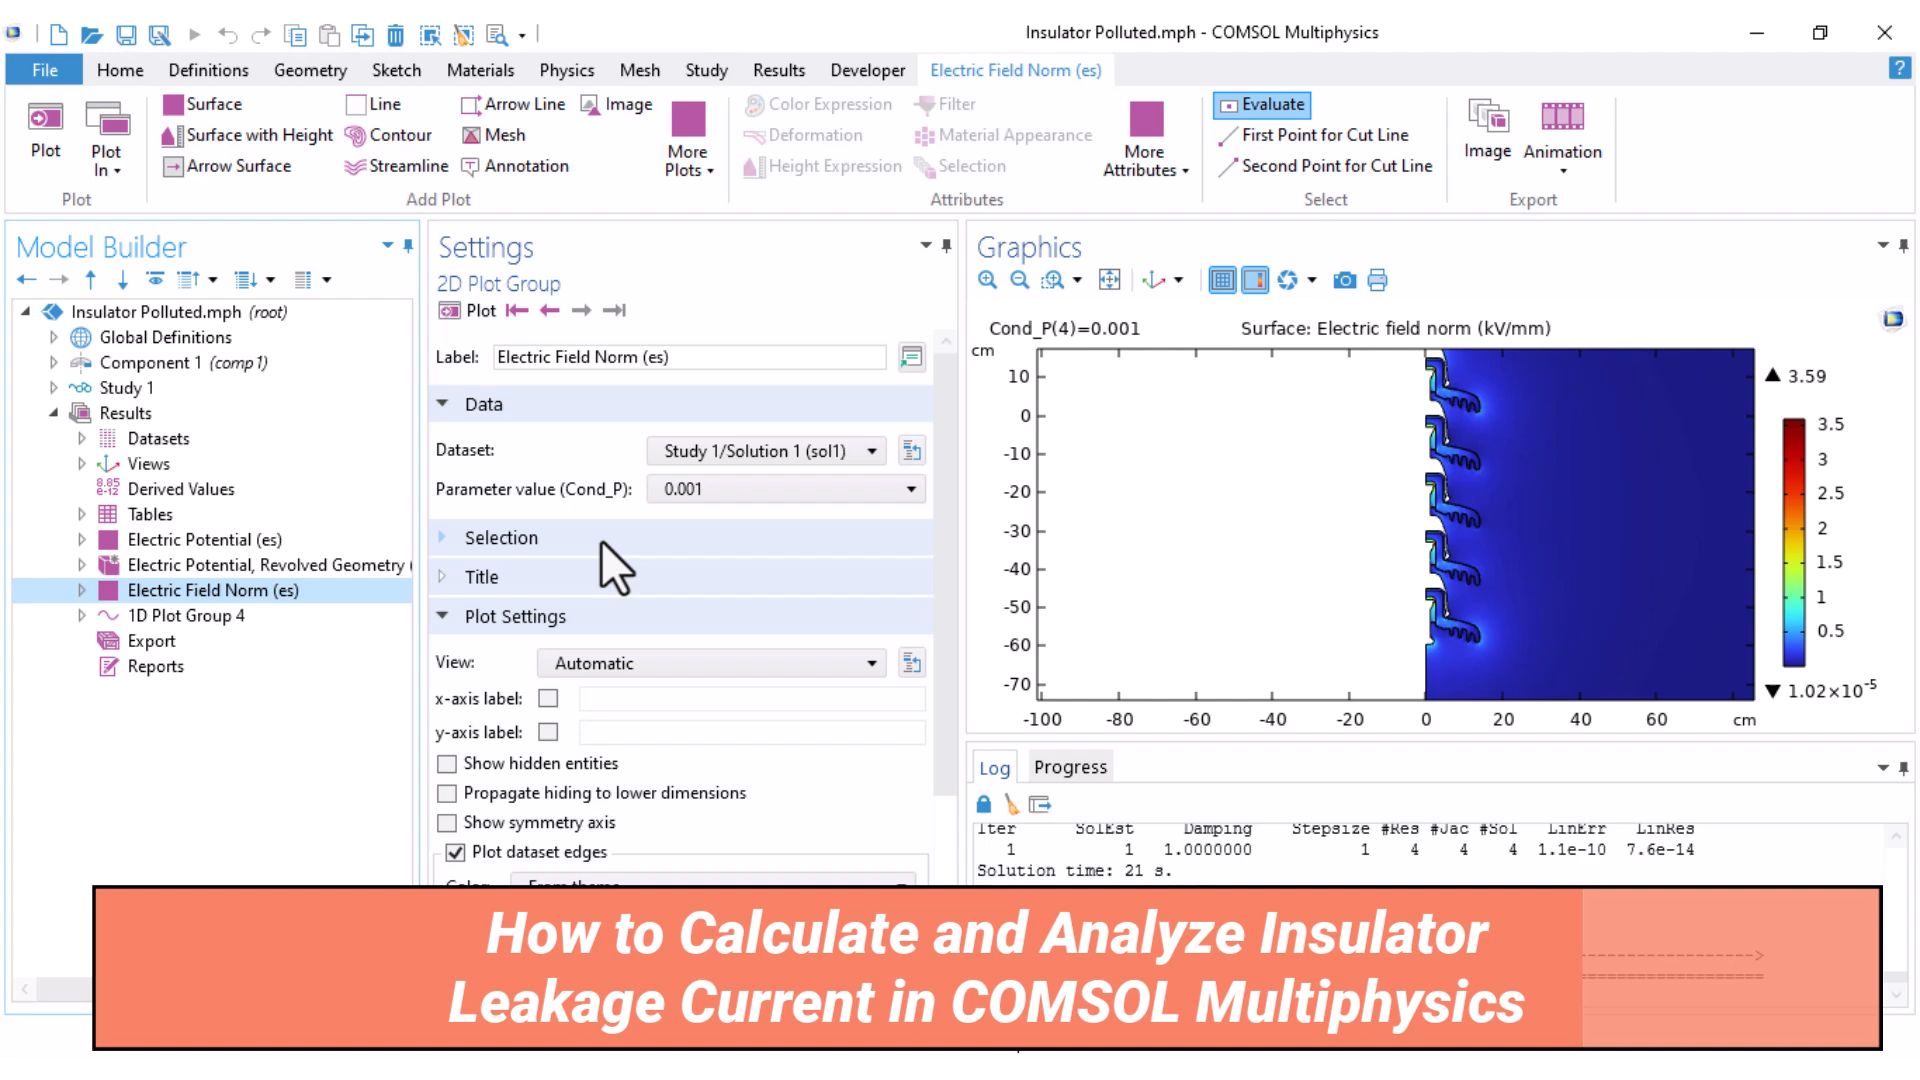 Insulator Polluted.mph - COMSOL Multiphysics
File Home Definitions Geometry Sketch Materials Physics Mesh Study Results Developer Electric Field Norm (es) ?
Plot
Plot In
Surface
Surface with Height
Arrow Surface
Line
Contour
Streamline
Arrow Line
Mesh
Annotation
Image
More Plots
Color Expression
Deformation
Height Expression
Filter
Material Appearance
Selection
More Attributes
Evaluate
First Point for Cut Line
Second Point for Cut Line
Image
Animation
Plot
Add Plot
Attributes
Select
Export
Model Builder
Insulator Polluted.mph (root)
Global Definitions
Component 1 (comp1)
Study 1
Results
Datasets
Views
8.85
e-12
Derived Values
Tables
Electric Potential (es)
Electric Potential, Revolved Geometry (
Electric Field Norm (es)
1D Plot Group 4
Export
Reports
Settings
2D Plot Group
Plot
Label: Electric Field Norm (es)
Data
Dataset: Study 1/Solution 1 (sol1)
Parameter value (Cond_P): 0.001
Selection
Title
Plot Settings
View: Automatic
x-axis label:
y-axis label:
Show hidden entities
Propagate hiding to lower dimensions
Show symmetry axis
Plot dataset edges
Graphics
Cond_P(4)=0.001 Surface: Electric field norm (kV/mm)
cm
10
0
-10
-20
-30
-40
-50
-60
-70
-100 -80 -60 -40 -20 0 20 40 60 cm
3.59
3.5
3
2.5
2
1.5
1
0.5
1.02×10-5
Log Progress
Iter SolEst Damping Stepsize #Res #Jac #Sol LinErr LinRes
1 1 1.0000000 1 4 4 4 1.1e-10 7.6e-14
Solution time: 21 s.
How to Calculate and Analyze Insulator
Leakage Current in COMSOL Multiphysics